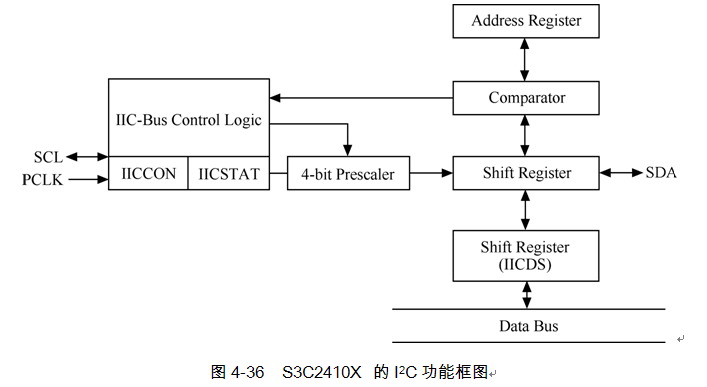 Address Register
IIC-Bus Control Logic
Comparator
SCL
PCLK
IICCON
IICSTAT
4-bit Prescaler
Shift Register
SDA
Shift Register
(IICDS)
Data Bus
图 4-36 S3C2410X 的 I²C 功能框图